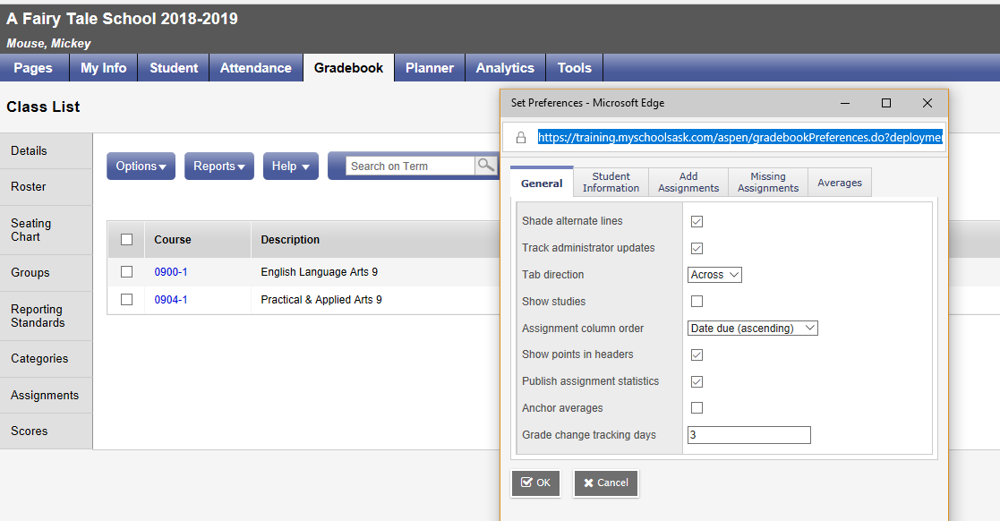 A Fairy Tale School 2018-2019
Mouse, Mickey
Pages My Info Student Attendance Gradebook Planner Analytics Tools
Class List
Details
Roster
Seating
Chart
Groups
Reporting
Standards
Categories
Assignments
Scores
Options Reports Help Search on Term
Course Description
0900-1 English Language Arts 9
0904-1 Practical & Applied Arts 9
Set Preferences - Microsoft Edge
https://training.myschoolsask.com/aspen/gradebookPreferences.do?deployme
General
Student
Information
Add
Assignments
Missing
Assignments
Averages
Shade alternate lines
Track administrator updates
Tab direction Across
Show studies
Assignment column order Date due (ascending)
Show points in headers
Publish assignment statistics
Anchor averages
Grade change tracking days 3
OK Cancel